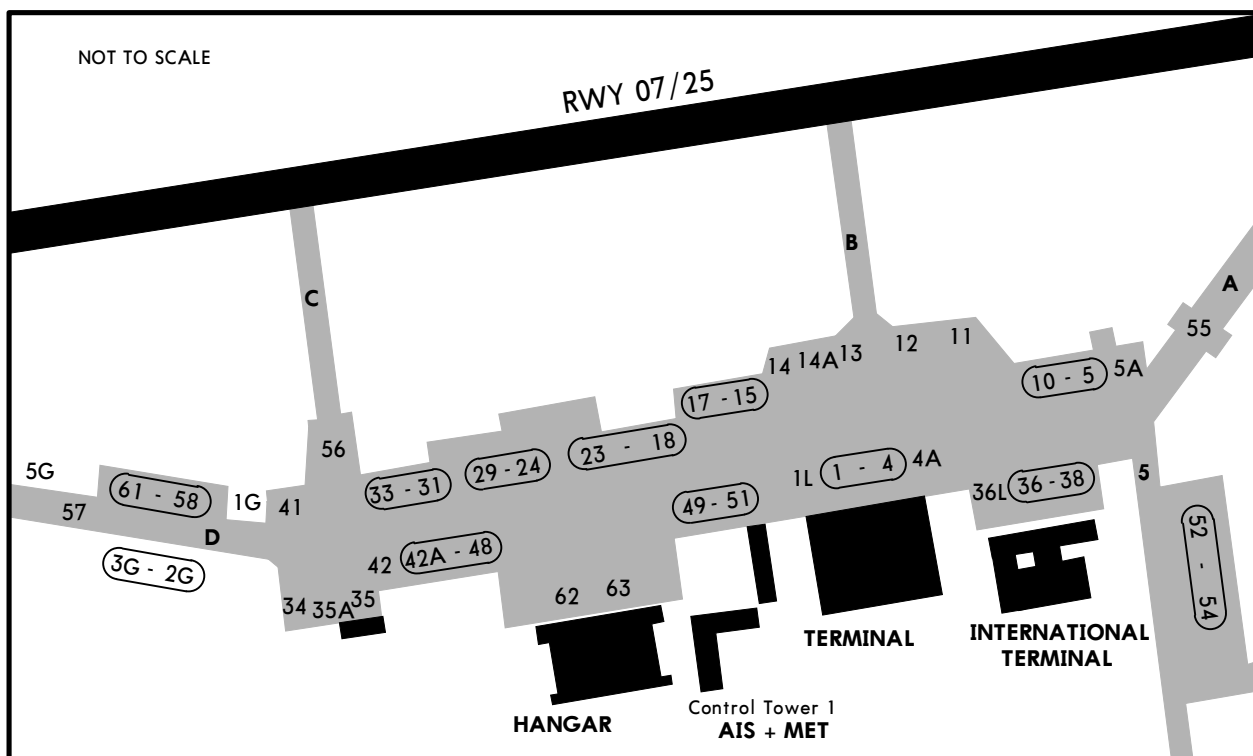 NOT TO SCALE
RWY 07/25
B
A
C
55
14
14A
13
12
11
10 - 5
5A
17 - 15
56
33 - 31
29 - 24
23 - 18
1L
1 - 4
4A
5G
61 - 58
1G
41
57
D
49 - 51
36L
36 - 38
5
52 - 54
3G - 2G
42
42A - 48
34
35A
35
62
63
TERMINAL
INTERNATIONAL
TERMINAL
HANGAR
Control Tower 1
AIS + MET